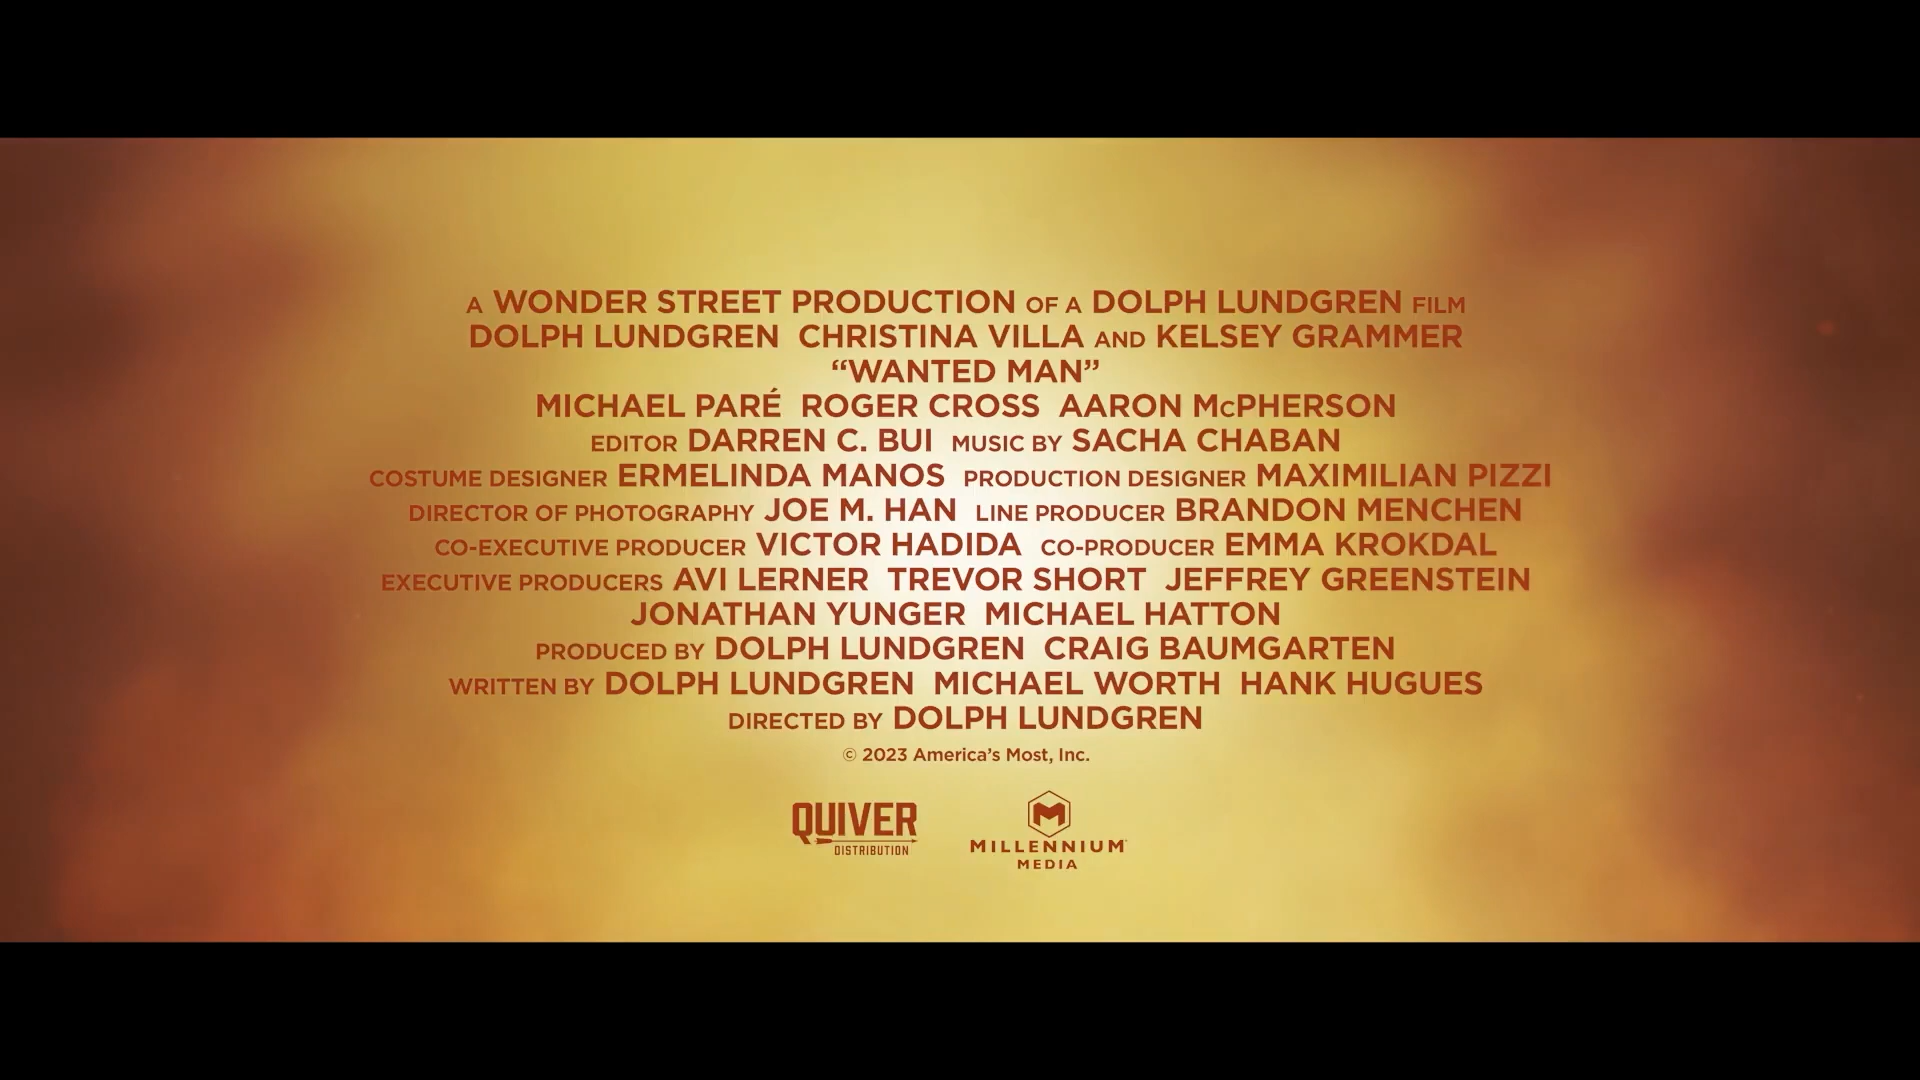 A WONDER STREET PRODUCTION OF A DOLPH LUNDGREN FILM
DOLPH LUNDGREN CHRISTINA VILLA AND KELSEY GRAMMER
“WANTED MAN”
MICHAEL PARÉ ROGER CROSS AARON McPHERSON
EDITOR DARREN C. BUI MUSIC BY SACHA CHABAN
COSTUME DESIGNER ERMELINDA MANOS PRODUCTION DESIGNER MAXIMILIAN PIZZI
DIRECTOR OF PHOTOGRAPHY JOE M. HAN LINE PRODUCER BRANDON MENCHEN
CO-EXECUTIVE PRODUCER VICTOR HADIDA CO-PRODUCER EMMA KROKDAL
EXECUTIVE PRODUCERS AVI LERNER TREVOR SHORT JEFFREY GREENSTEIN
JONATHAN YUNGER MICHAEL HATTON
PRODUCED BY DOLPH LUNDGREN CRAIG BAUMGARTEN
WRITTEN BY DOLPH LUNDGREN MICHAEL WORTH HANK HUGUES
DIRECTED BY DOLPH LUNDGREN
© 2023 America’s Most, Inc.
QUIVER
DISTRIBUTION
MILLENNIUM
MEDIA